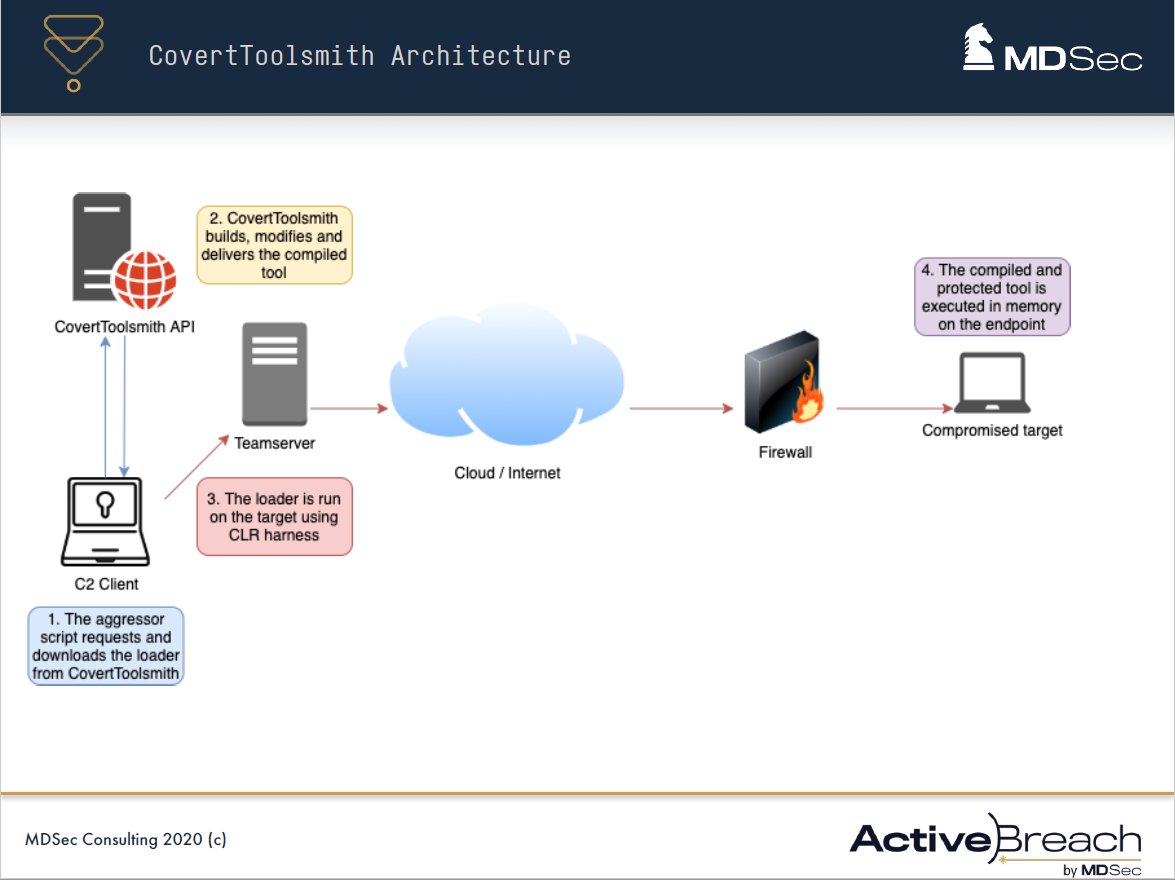 CovertToolsmith Architecture
MDSec
2. CovertToolsmith
builds, modifies and
delivers the compiled
tool
4. The compiled and
protected tool is
executed in memory
on the endpoint
CovertToolsmith API
Teamserver
Compromised target
Firewall
Cloud / Internet
3. The loader is run
on the target using
CLR harness
C2 Client
1. The aggressor
script requests and
downloads the loader
from CovertToolsmith
MDSec Consulting 2020 (c)
ActiveBreach
by MDSec